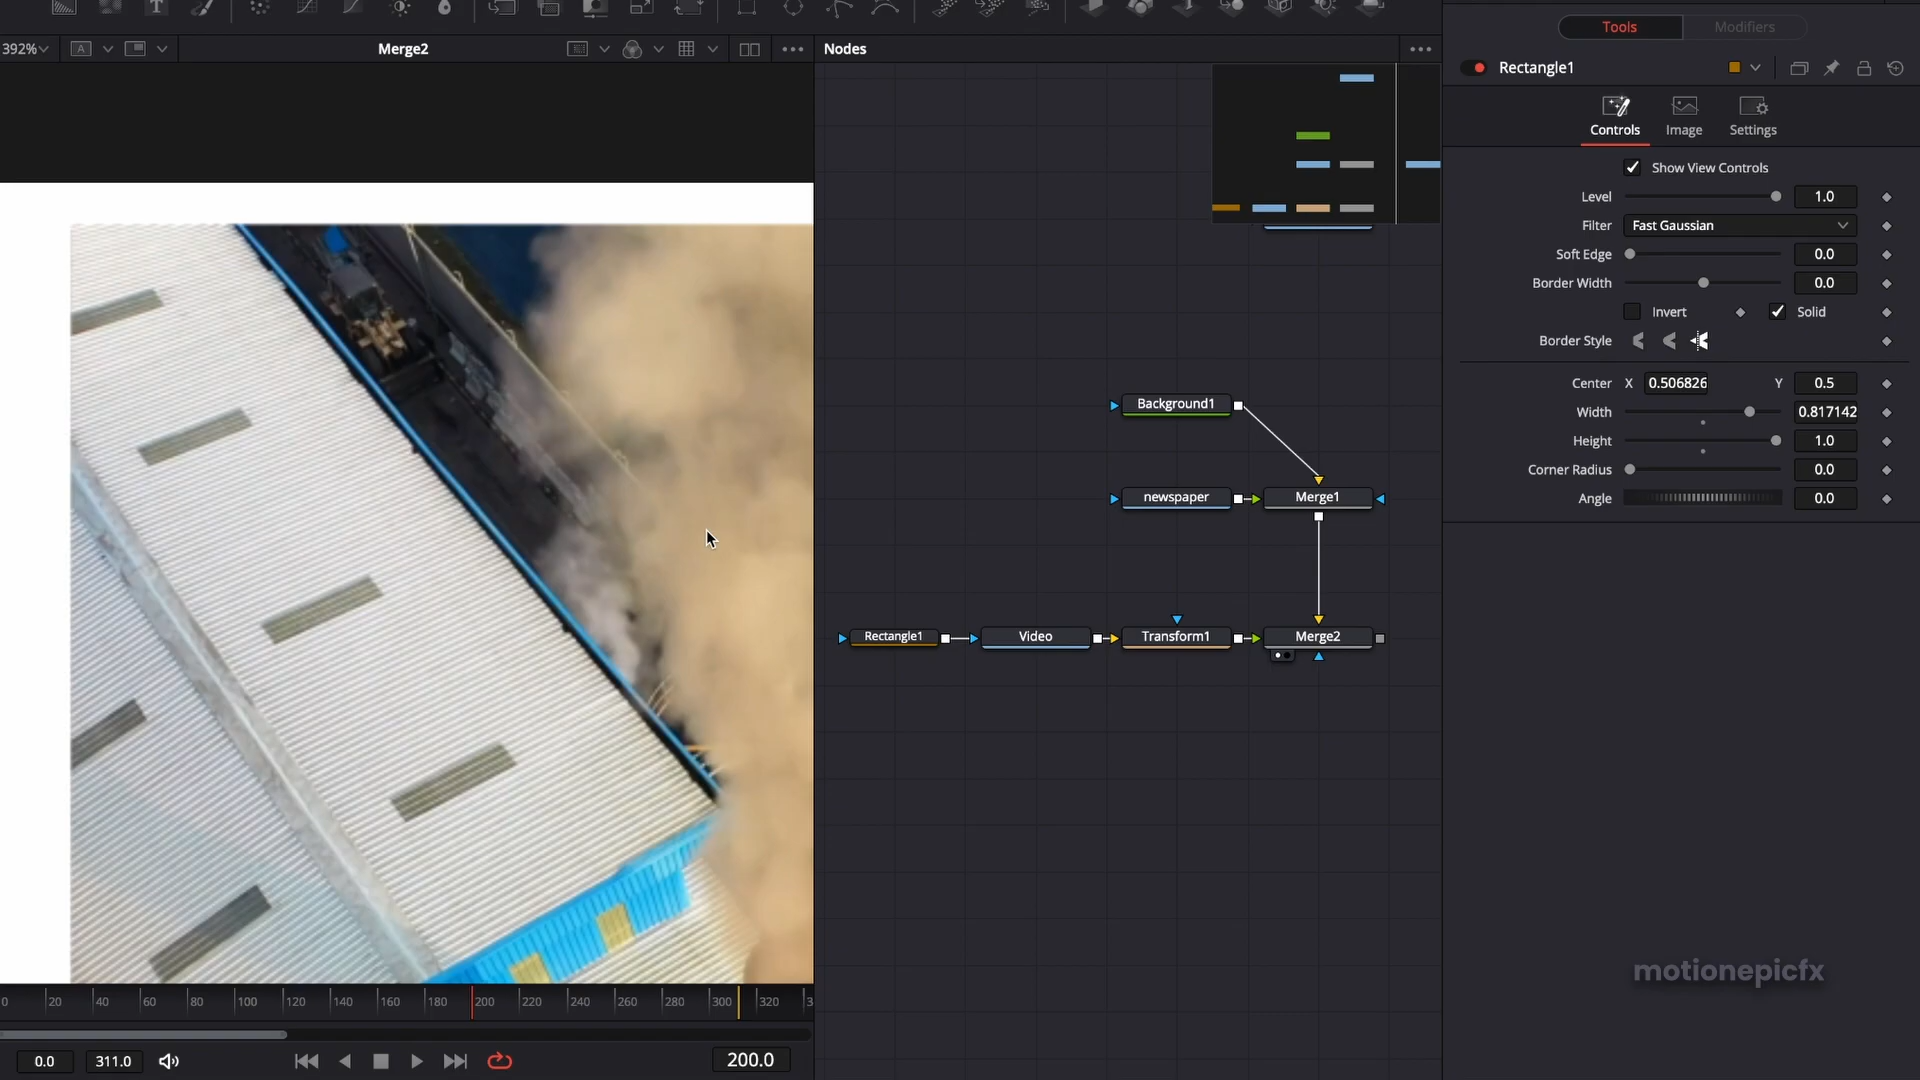 Tools
Modifiers
392%
A
Merge2
Nodes
Rectangle1
Controls
Image
Settings
Show View Controls
Level
1.0
Filter
Fast Gaussian
Soft Edge
0.0
Border Width
0.0
Invert
Solid
Border Style
Center X 0.506826 Y 0.5
Width
0.817142
Height
1.0
Corner Radius
0.0
Angle
0.0
Background1
newspaper
Merge1
Rectangle1
Video
Transform1
Merge2
motionepicfx
0 20 40 60 80 100 120 140 160 180 200 220 240 260 280 300 320 3
0.0
311.0
200.0